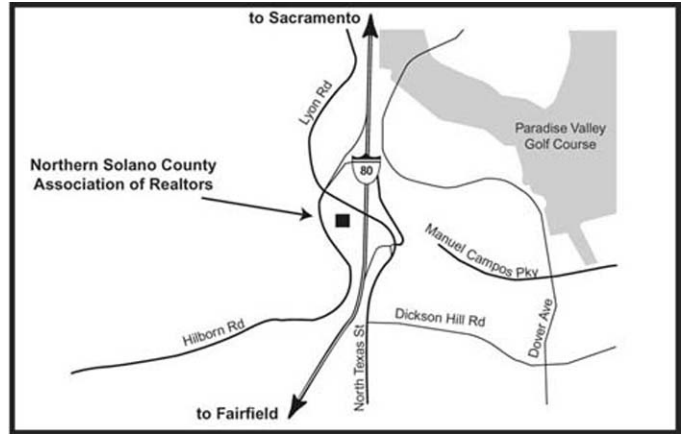 to Sacramento
Lyon Rd
Paradise Valley
Golf Course
Northern Solano County
Association of Realtors
80
Manuel Campos Pky
Hilborn Rd
Dickson Hill Rd
Dover Ave
North Texas St
to Fairfield